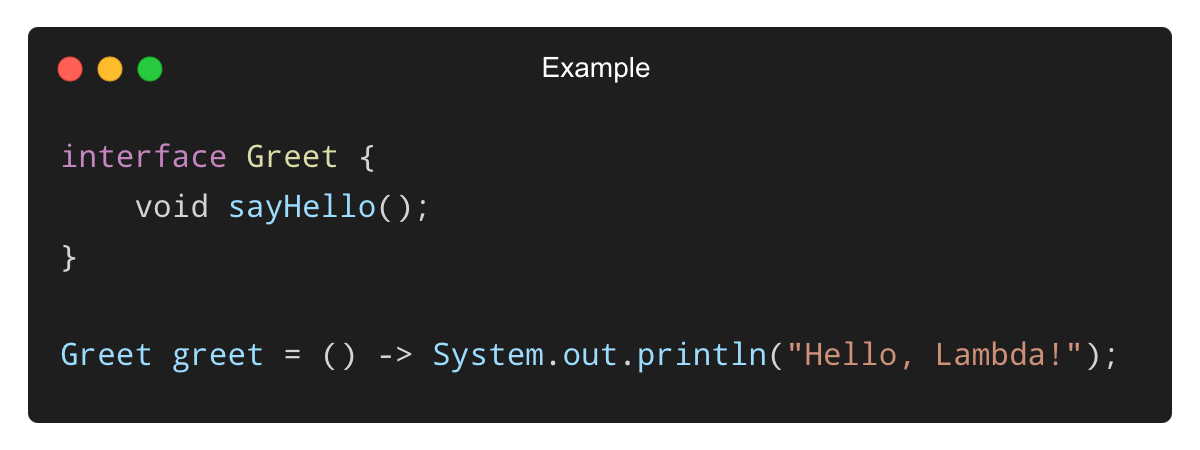 Example
interface Greet {
    void sayHello();
}
Greet greet = () -> System.out.println("Hello, Lambda!");